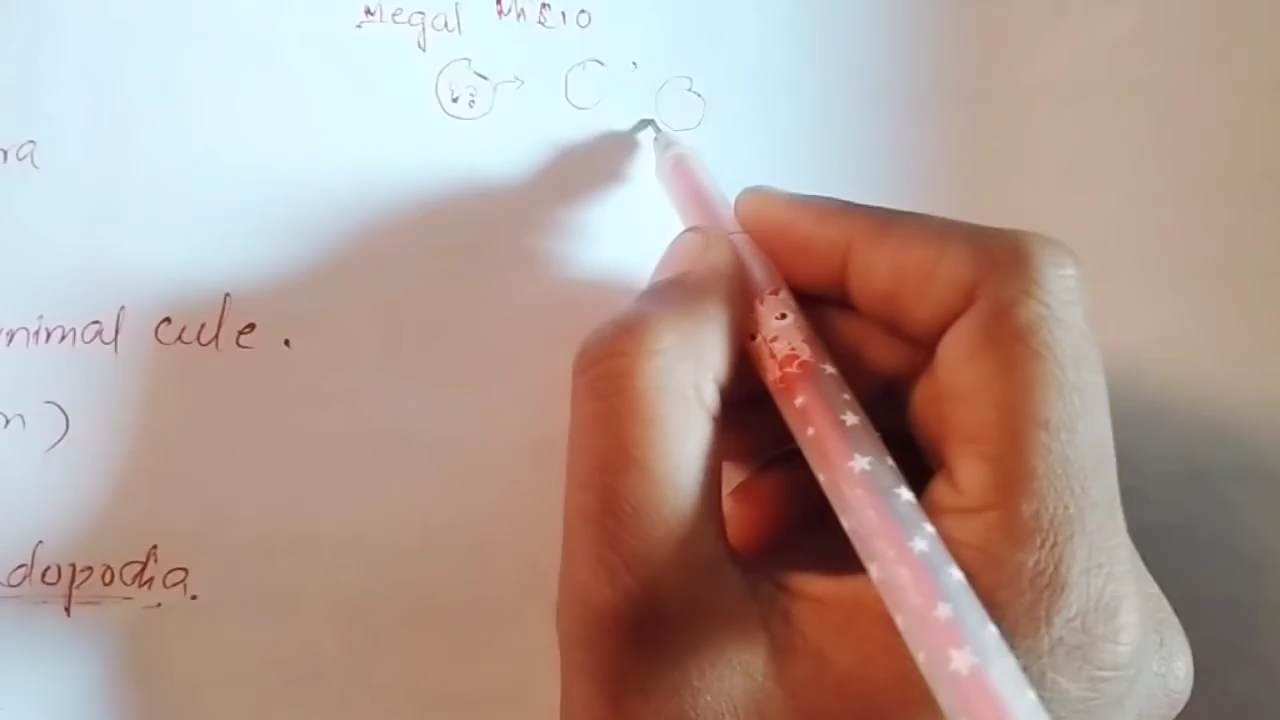 Megal
ra
nimal cule.
n)
dopodia.